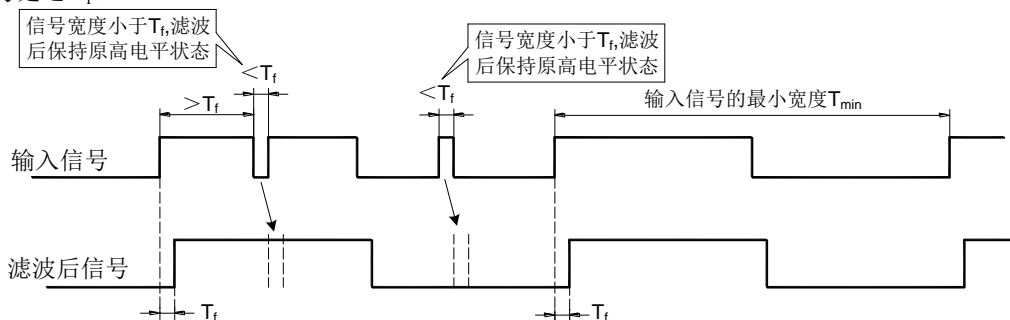 信号宽度小于Tf,滤波
后保持原高电平状态
信号宽度小于Tf,滤波
后保持原高电平状态
<Tf
<Tf
>Tf
输入信号的最小宽度Tmin
输入信号
滤波后信号
Tf
Tf